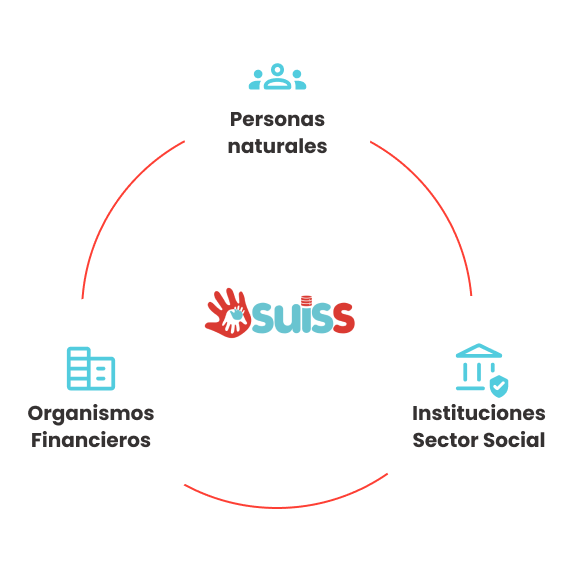 Personas
naturales
suiss
Organismos
Financieros
Instituciones
Sector Social